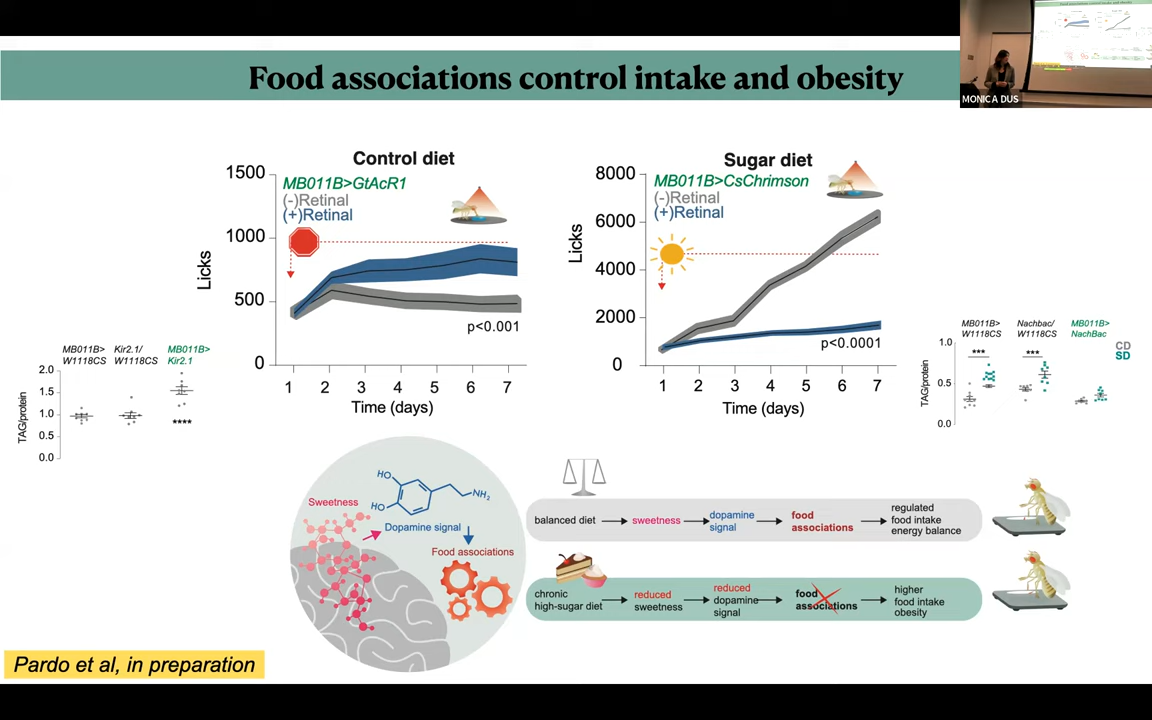 Food associations control intake and obesity
MONICA DUS
Control diet
1500
1000
500
0
Licks
MB011B>GtAcR1
(-)Retinal
(+)Retinal
p<0.001
1 2 3 4 5 6 7
Time (days)
Sugar diet
8000
6000
4000
2000
0
Licks
MB011B>CsChrimson
(-)Retinal
(+)Retinal
p<0.0001
1 2 3 4 5 6 7
Time (days)
MB011B> Kir2.1/ MB011B>
W1118CS W1118CS Kir2.1
2.0
1.5
1.0
0.5
0.0
TAG/protein
****
MB011B> Nachbac/ MB011B>
W1118CS W1118CS NachBac
CD
SD
*** ***
1.0
0.5
0.0
TAG/protein
Sweetness
HO
HO
NH2
Dopamine signal
Food associations
balanced diet
sweetness
dopamine
signal
food
associations
regulated
food intake
energy balance
chronic
high-sugar diet
reduced
sweetness
reduced
dopamine
signal
food
associations
higher
food intake
obesity
Pardo et al, in preparation